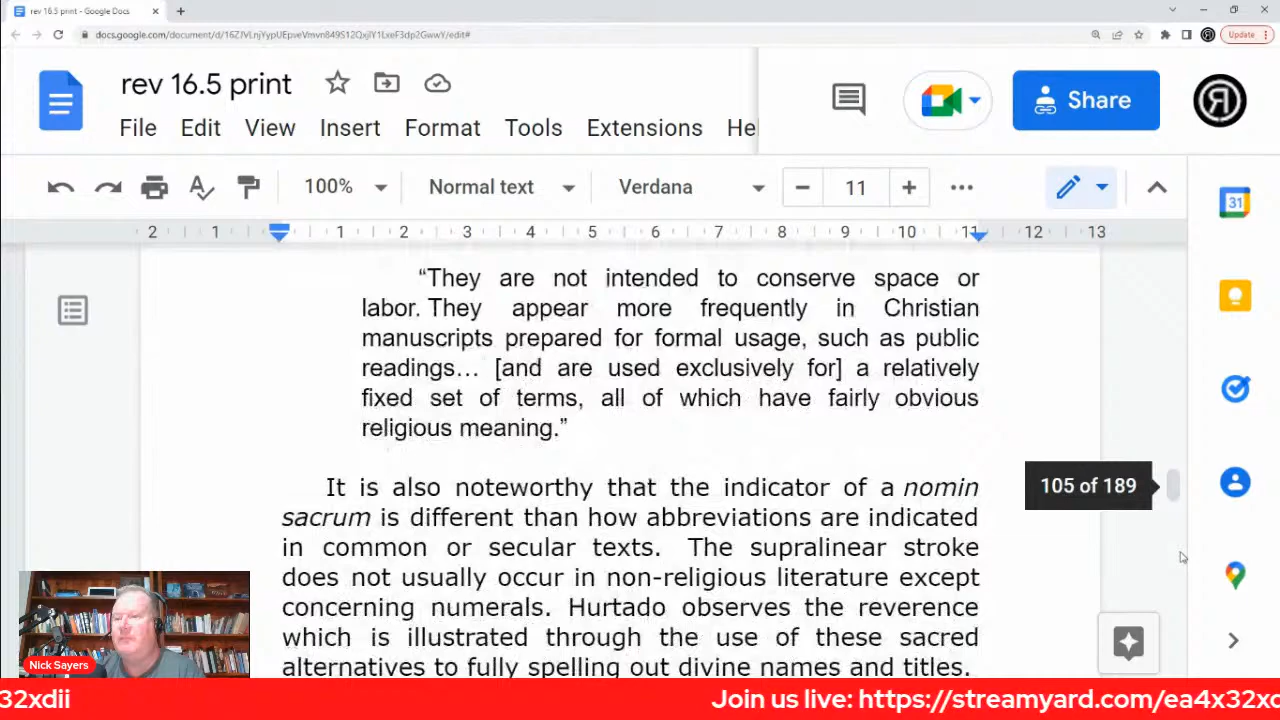 rev 16.5 print - Google Docs
docs.google.com/document/d/16ZJVLnjYypUEpveVmvn849S12QxjlY1LxeF3dp2GwwY/edit#
Update
rev 16.5 print
Share
File Edit View Insert Format Tools Extensions He
100% Normal text Verdana 11
2 1 1 2 3 4 5 6 7 8 9 10 11 12 13
31
“They are not intended to conserve space or
labor. They appear more frequently in Christian
manuscripts prepared for formal usage, such as public
readings… [and are used exclusively for] a relatively
fixed set of terms, all of which have fairly obvious
religious meaning.”
105 of 189
It is also noteworthy that the indicator of a nomin
sacrum is different than how abbreviations are indicated
in common or secular texts. The supralinear stroke
does not usually occur in non-religious literature except
concerning numerals. Hurtado observes the reverence
which is illustrated through the use of these sacred
alternatives to fully spelling out divine names and titles.
Nick Sayers
32xdii Join us live: https://streamyard.com/ea4x32xd